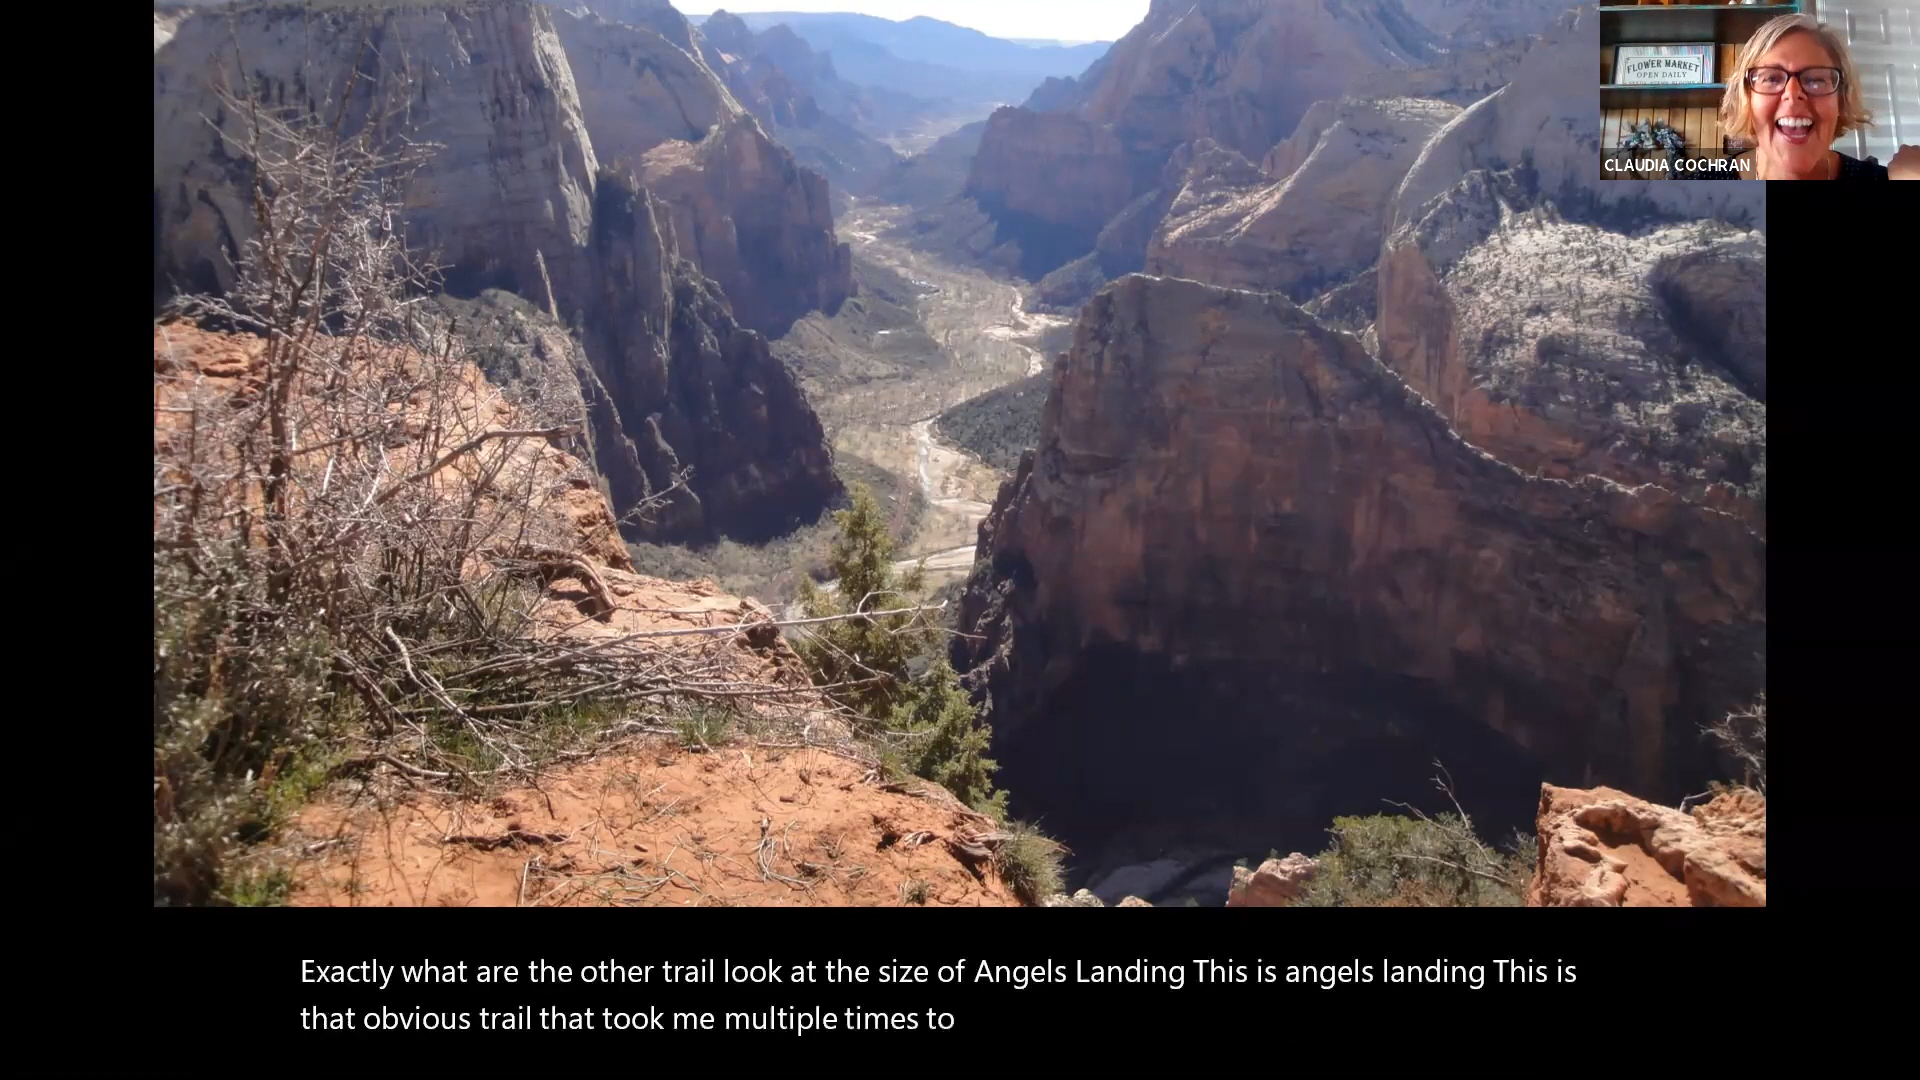 FLOWER MARKET
OPEN DAILY
CLAUDIA COCHRAN
Exactly what are the other trail look at the size of Angels Landing This is angels landing This is
that obvious trail that took me multiple times to